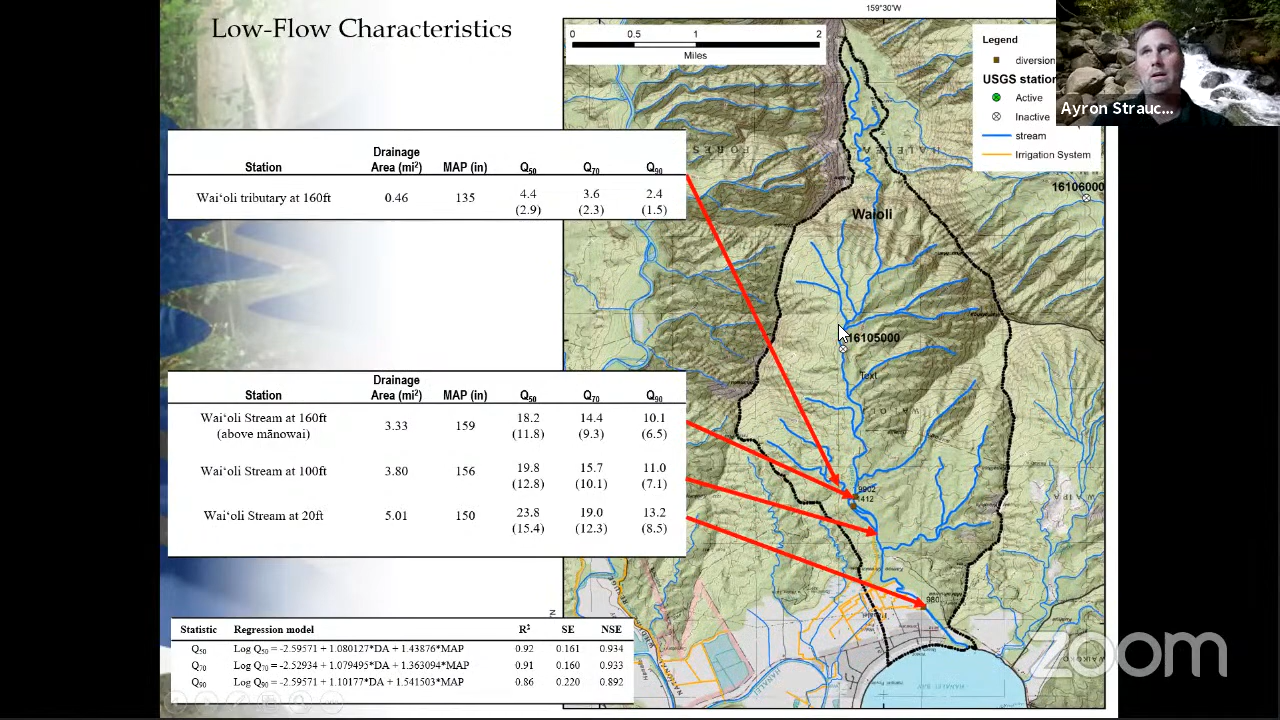 Low-Flow Characteristics
159°30'W
0 0.5 1 2
Miles
Legend
diversion
USGS station
Active
Inactive
stream
Irrigation System
Ayron Strauc...
16106000
Waioli
16105000
Text
9902
1412
980
Station Drainage Area (mi²) MAP (in) Q50 Q70 Q90
Wai‘oli tributary at 160ft 0.46 135 4.4 3.6 2.4
(2.9) (2.3) (1.5)
Station Drainage Area (mi²) MAP (in) Q50 Q70 Q90
Wai‘oli Stream at 160ft 18.2 14.4 10.1
(above mānowai) 3.33 159 (11.8) (9.3) (6.5)
Wai‘oli Stream at 100ft 3.80 156 19.8 15.7 11.0
(12.8) (10.1) (7.1)
Wai‘oli Stream at 20ft 5.01 150 23.8 19.0 13.2
(15.4) (12.3) (8.5)
Statistic Regression model R² SE NSE
Q50 Log Q50 = -2.59571 + 1.080127*DA + 1.43876*MAP 0.92 0.161 0.934
Q70 Log Q70 = -2.52934 + 1.079495*DA + 1.363094*MAP 0.91 0.160 0.933
Q90 Log Q90 = -2.59571 + 1.10177*DA + 1.541503*MAP 0.86 0.220 0.892
HANALEI BAY
zoom